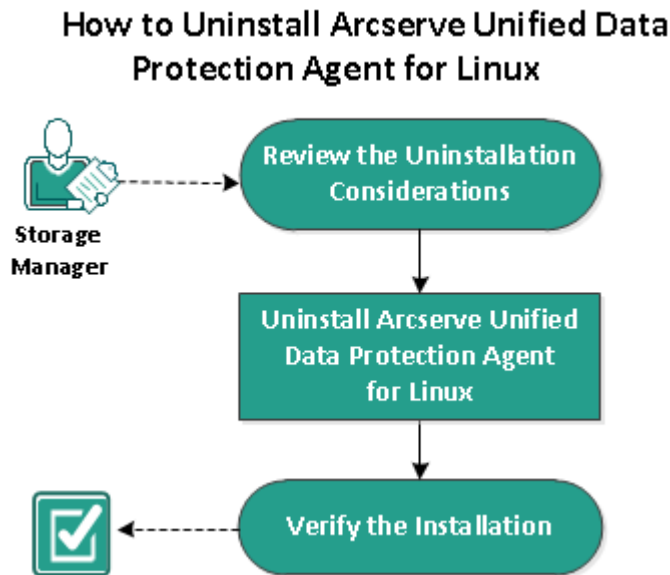 How to Uninstall Arcserve Unified Data
Protection Agent for Linux
Review the Uninstallation
Considerations
Storage
Manager
Uninstall Arcserve Unified
Data Protection Agent
for Linux
Verify the Installation